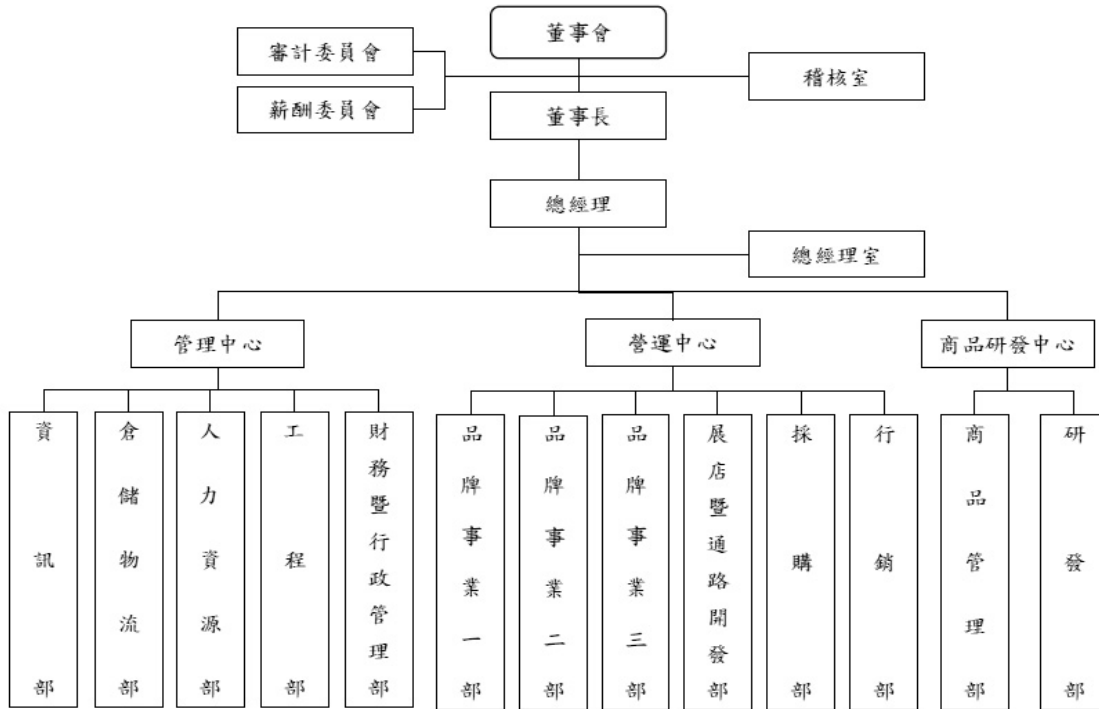 董事會
審計委員會
稽核室
薪酬委員會
董事長
總經理
總經理室
管理中心
營運中心
商品研發中心
資訊部
倉儲物流部
人力資源部
工程部
財務暨行政管理部
品牌事業一部
品牌事業二部
品牌事業三部
展店暨通路開發部
採購部
行銷部
商品管理部
研發部